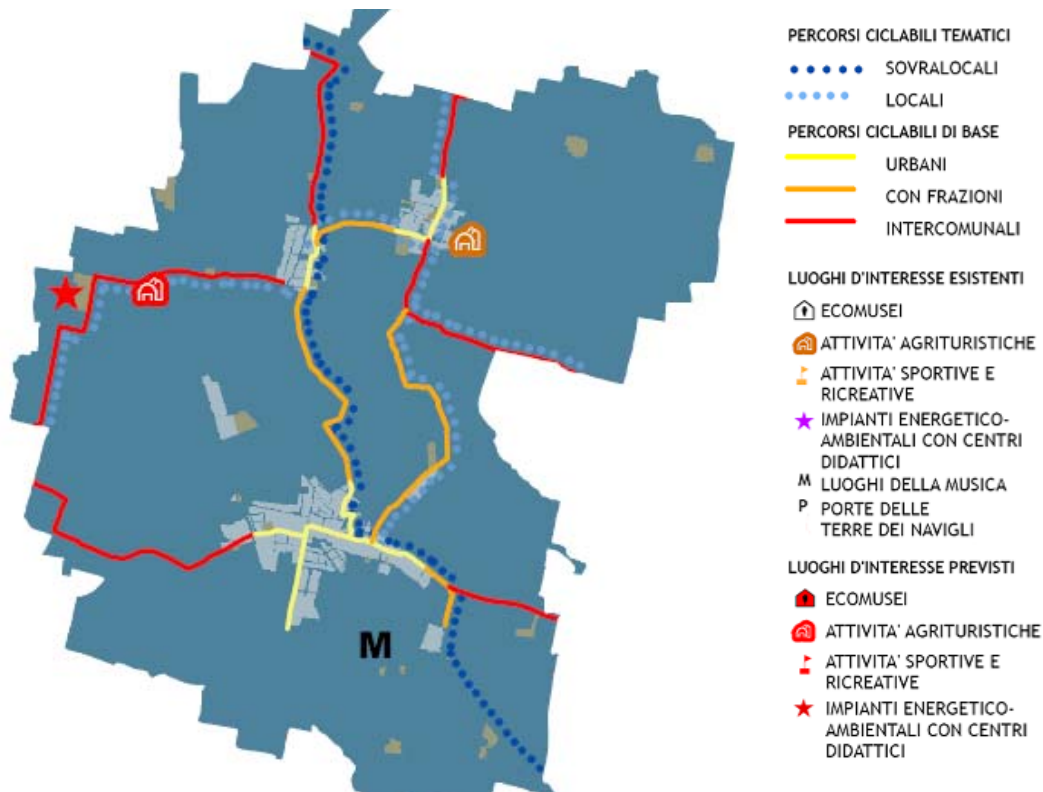 PERCORSI CICLABILI TEMATICI
SOVRALOCALI
LOCALI
PERCORSI CICLABILI DI BASE
URBANI
CON FRAZIONI
INTERCOMUNALI
LUOGHI D'INTERESSE ESISTENTI
ECOMUSEI
ATTIVITA' AGRITURISTICHE
ATTIVITA' SPORTIVE E
RICREATIVE
IMPIANTI ENERGETICO-
AMBIENTALI CON CENTRI
DIDATTICI
M LUOGHI DELLA MUSICA
P PORTE DELLE
TERRE DEI NAVIGLI
LUOGHI D'INTERESSE PREVISTI
ECOMUSEI
ATTIVITA' AGRITURISTICHE
ATTIVITA' SPORTIVE E
RICREATIVE
IMPIANTI ENERGETICO-
AMBIENTALI CON CENTRI
DIDATTICI
M